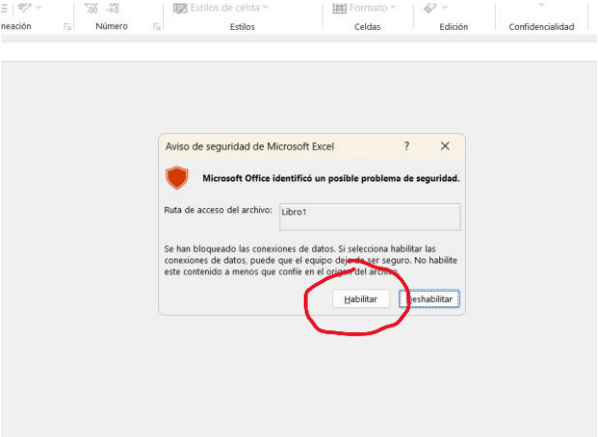 Estilos de celda
Formato
neación Número Estilos Celdas Edición Confidencialidad
Aviso de seguridad de Microsoft Excel ?
Microsoft Office identificó un posible problema de seguridad.
Ruta de acceso del archivo: Libro1
Se han bloqueado las conexiones de datos. Si selecciona habilitar las
conexiones de datos, puede que el equipo deje de ser seguro. No habilite
este contenido a menos que confíe en el origen del archivo.
Habilitar Deshabilitar